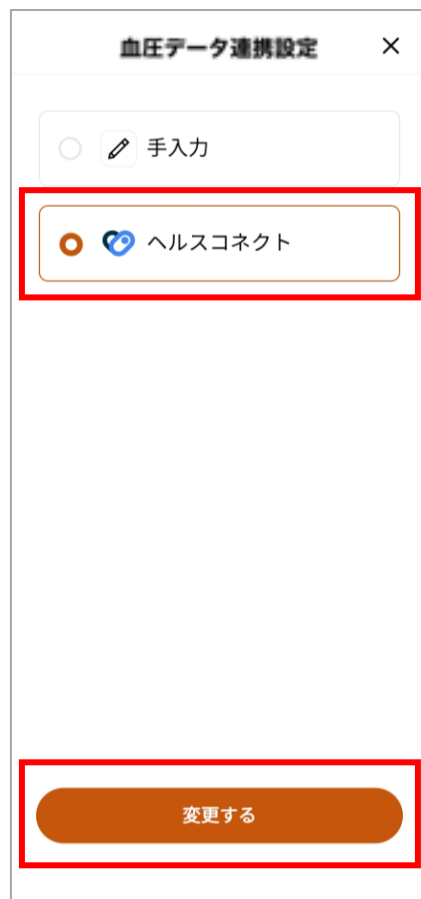 血圧データ連携設定
手入力
ヘルスコネクト
変更する